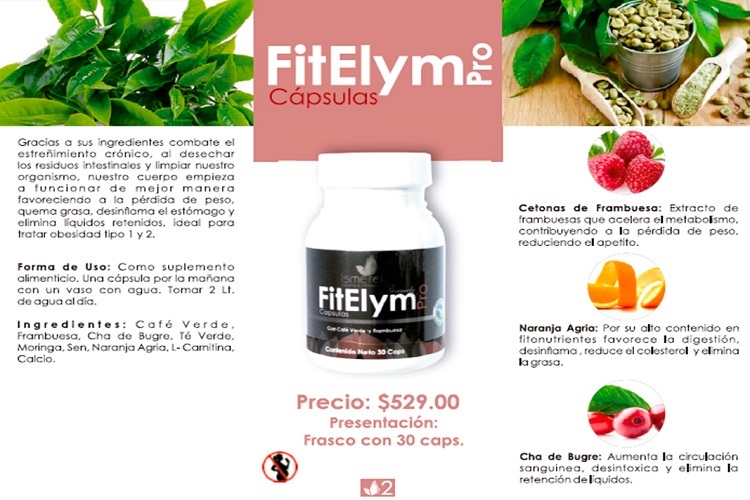 FitElym Pro
Cápsulas
Gracias a sus ingredientes combate el
estreñimiento crónico, al desechar
los residuos intestinales y limpiar nuestro
organismo, nuestro cuerpo empieza
a funcionar de mejor manera
favoreciendo a la pérdida de peso,
quema grasa, desinflama el estómago y
elimina líquidos retenidos, ideal para
tratar obesidad tipo 1 y 2.
Forma de Uso: Como suplemento
alimenticio. Una cápsula por la mañana
con un vaso con agua. Tomar 2 Lt.
de agua al día.
Ingredientes: Café Verde,
Frambuesa, Cha de Bugre, Té Verde,
Moringa, Sen, Naranja Agria, L- Carnitina,
Calcio.
FitElym Pro
Cápsulas
Con Café Verde y Frambuesa
Contenido Neto 30 Caps
Precio: $529.00
Presentación:
Frasco con 30 caps.
2
Cetonas de Frambuesa: Extracto de
frambuesas que acelera el metabolismo,
contribuyendo a la pérdida de peso,
reduciendo el apetito.
Naranja Agria: Por su alto contenido en
fitonutrientes favorece la digestión,
desinflama , reduce el colesterol y elimina
la grasa.
Cha de Bugre: Aumenta la circulación
sanguinea, desintoxica y elimina la
retención de líquidos.